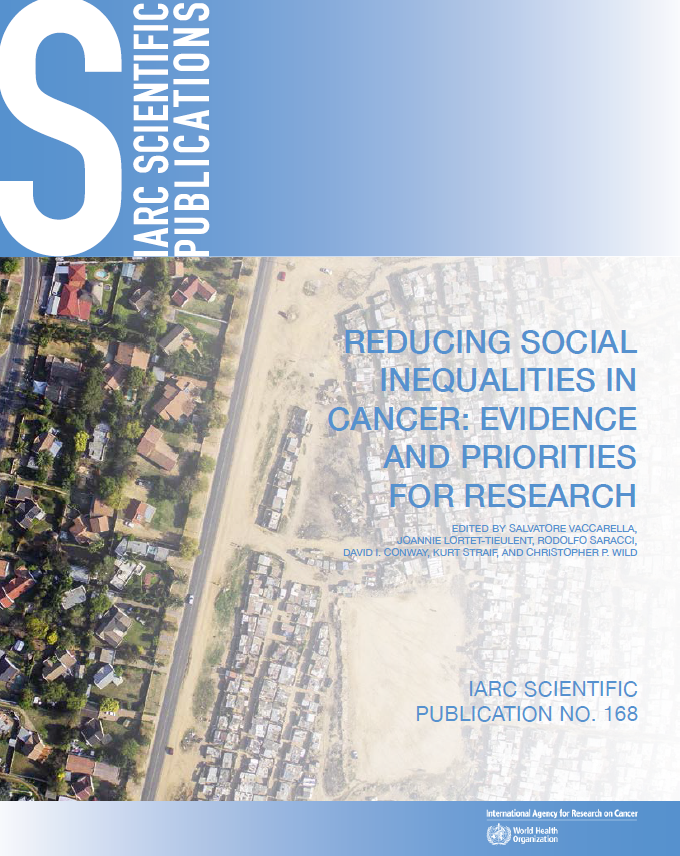 S
IARC SCIENTIFIC
PUBLICATIONS
REDUCING SOCIAL
INEQUALITIES IN
CANCER: EVIDENCE
AND PRIORITIES
FOR RESEARCH
EDITED BY SALVATORE VACCARELLA,
JOANNIE LORTET-TIEULENT, RODOLFO SARACCI,
DAVID I. CONWAY, KURT STRAIF, AND CHRISTOPHER P. WILD
IARC SCIENTIFIC
PUBLICATION NO. 168
International Agency for Research on Cancer
World Health
Organization